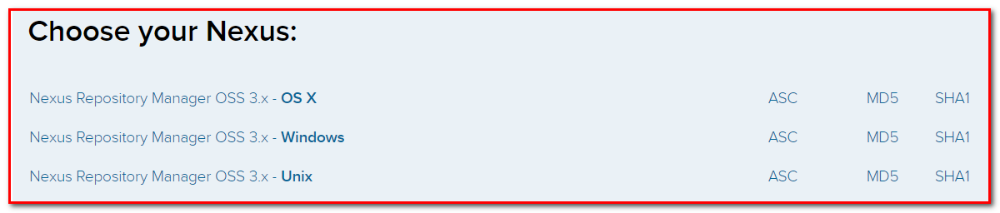 Choose your Nexus:
Nexus Repository Manager OSS 3.x - OS X ASC MD5 SHA1
Nexus Repository Manager OSS 3.x - Windows ASC MD5 SHA1
Nexus Repository Manager OSS 3.x - Unix ASC MD5 SHA1